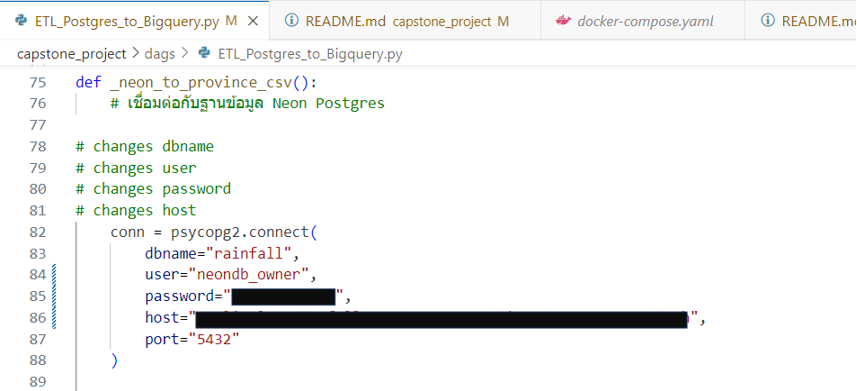 ETL_Postgres_to_Bigquery.py M README.md capstone_project M docker-compose.yaml README.md
capstone_project > dags > ETL_Postgres_to_Bigquery.py
75 def _neon_to_province_csv():
76 # เชื่อมต่อกับฐานข้อมูล Neon Postgres
77
78 # changes dbname
79 # changes user
80 # changes password
81 # changes host
82 conn = psycopg2.connect(
83 dbname="rainfall",
84 user="neondb_owner",
85 password="",
86 host="",
87 port="5432"
88 )
89